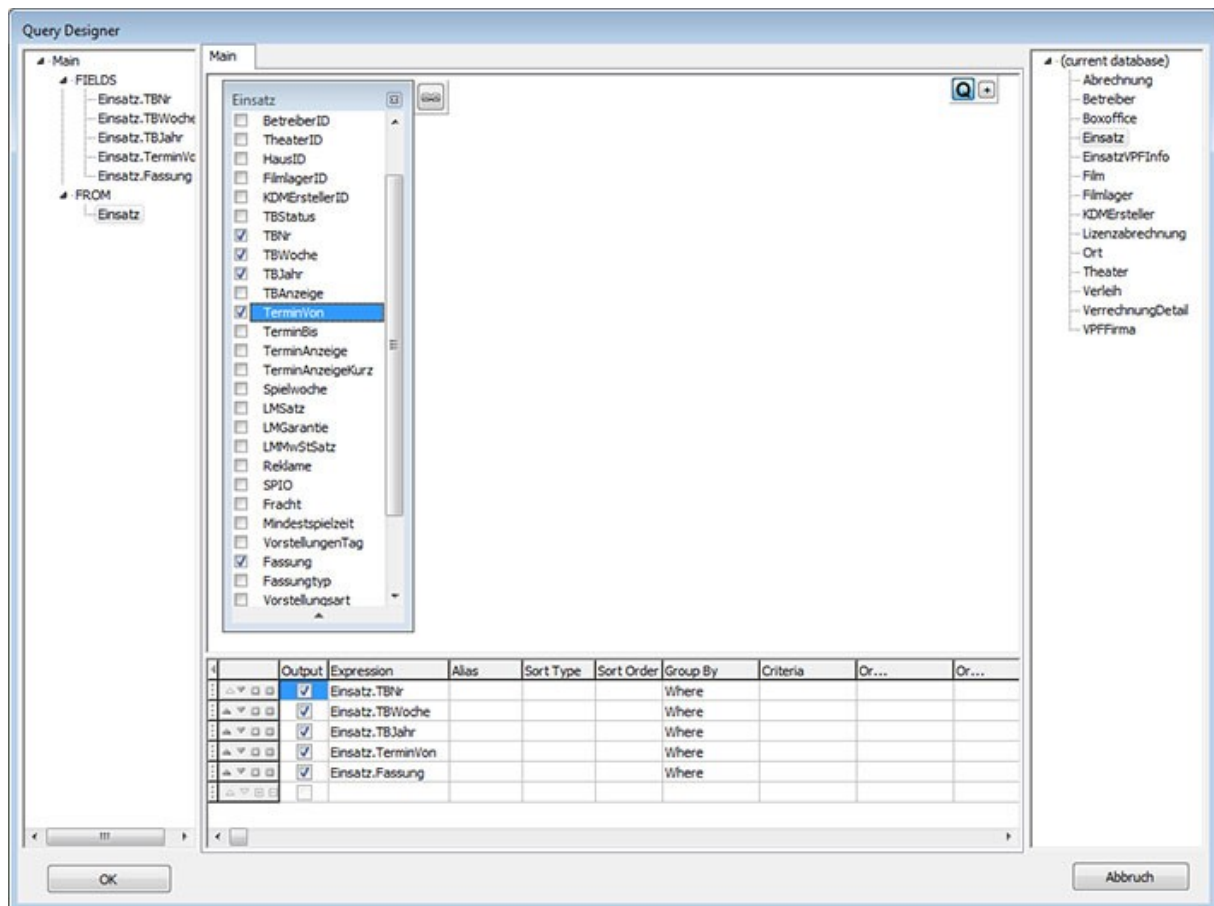 Query Designer
Main
FIELDS
Einsatz.TBNr
Einsatz.TBWoche
Einsatz.TBJahr
Einsatz.TerminVo
Einsatz.Fassung
FROM
Einsatz
Main
Einsatz
BetreiberID
TheaterID
HausID
FilmlagerID
KDMErstellerID
TBStatus
TBNr
TBWoche
TBJahr
TBAnzeige
TerminVon
TerminBis
TerminAnzeige
TerminAnzeigeKurz
Spielwoche
LMSatz
LMGarantie
LMMwStSatz
Reklame
SPIO
Fracht
Mindestspielzeit
VorstellungenTag
Fassung
Fassungtyp
Vorstellungsart
Q +
Output Expression Alias Sort Type Sort Order Group By Criteria Or... Or...
Einsatz.TBNr Where
Einsatz.TBWoche Where
Einsatz.TBJahr Where
Einsatz.TerminVon Where
Einsatz.Fassung Where
(current database)
Abrechnung
Betreiber
Boxoffice
Einsatz
EinsatzVPFInfo
Film
Filmlager
KDMErsteller
Lizenzabrechnung
Ort
Theater
Verleih
VerrechnungDetail
VPFFirma
OK
Abbruch